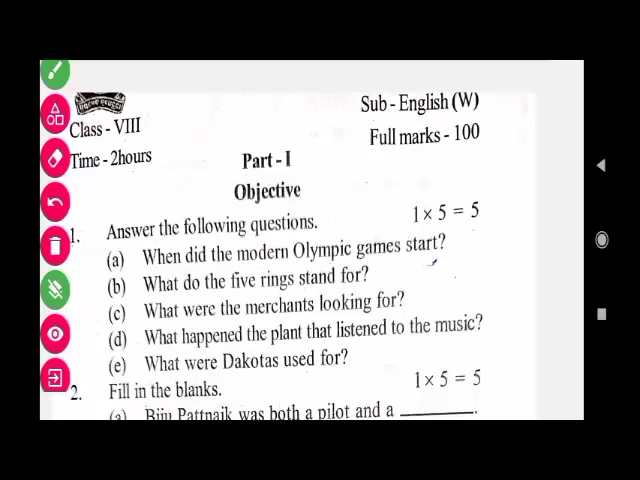 Sub - English (W)
Class - VIII
Full marks - 100
Time - 2hours
Part - I
Objective
1. Answer the following questions. 1 × 5 = 5
(a) When did the modern Olympic games start?
(b) What do the five rings stand for?
(c) What were the merchants looking for?
(d) What happened the plant that listened to the music?
(e) What were Dakotas used for?
2. Fill in the blanks. 1 × 5 = 5
(a) Biju Pattnaik was both a pilot and a ________.